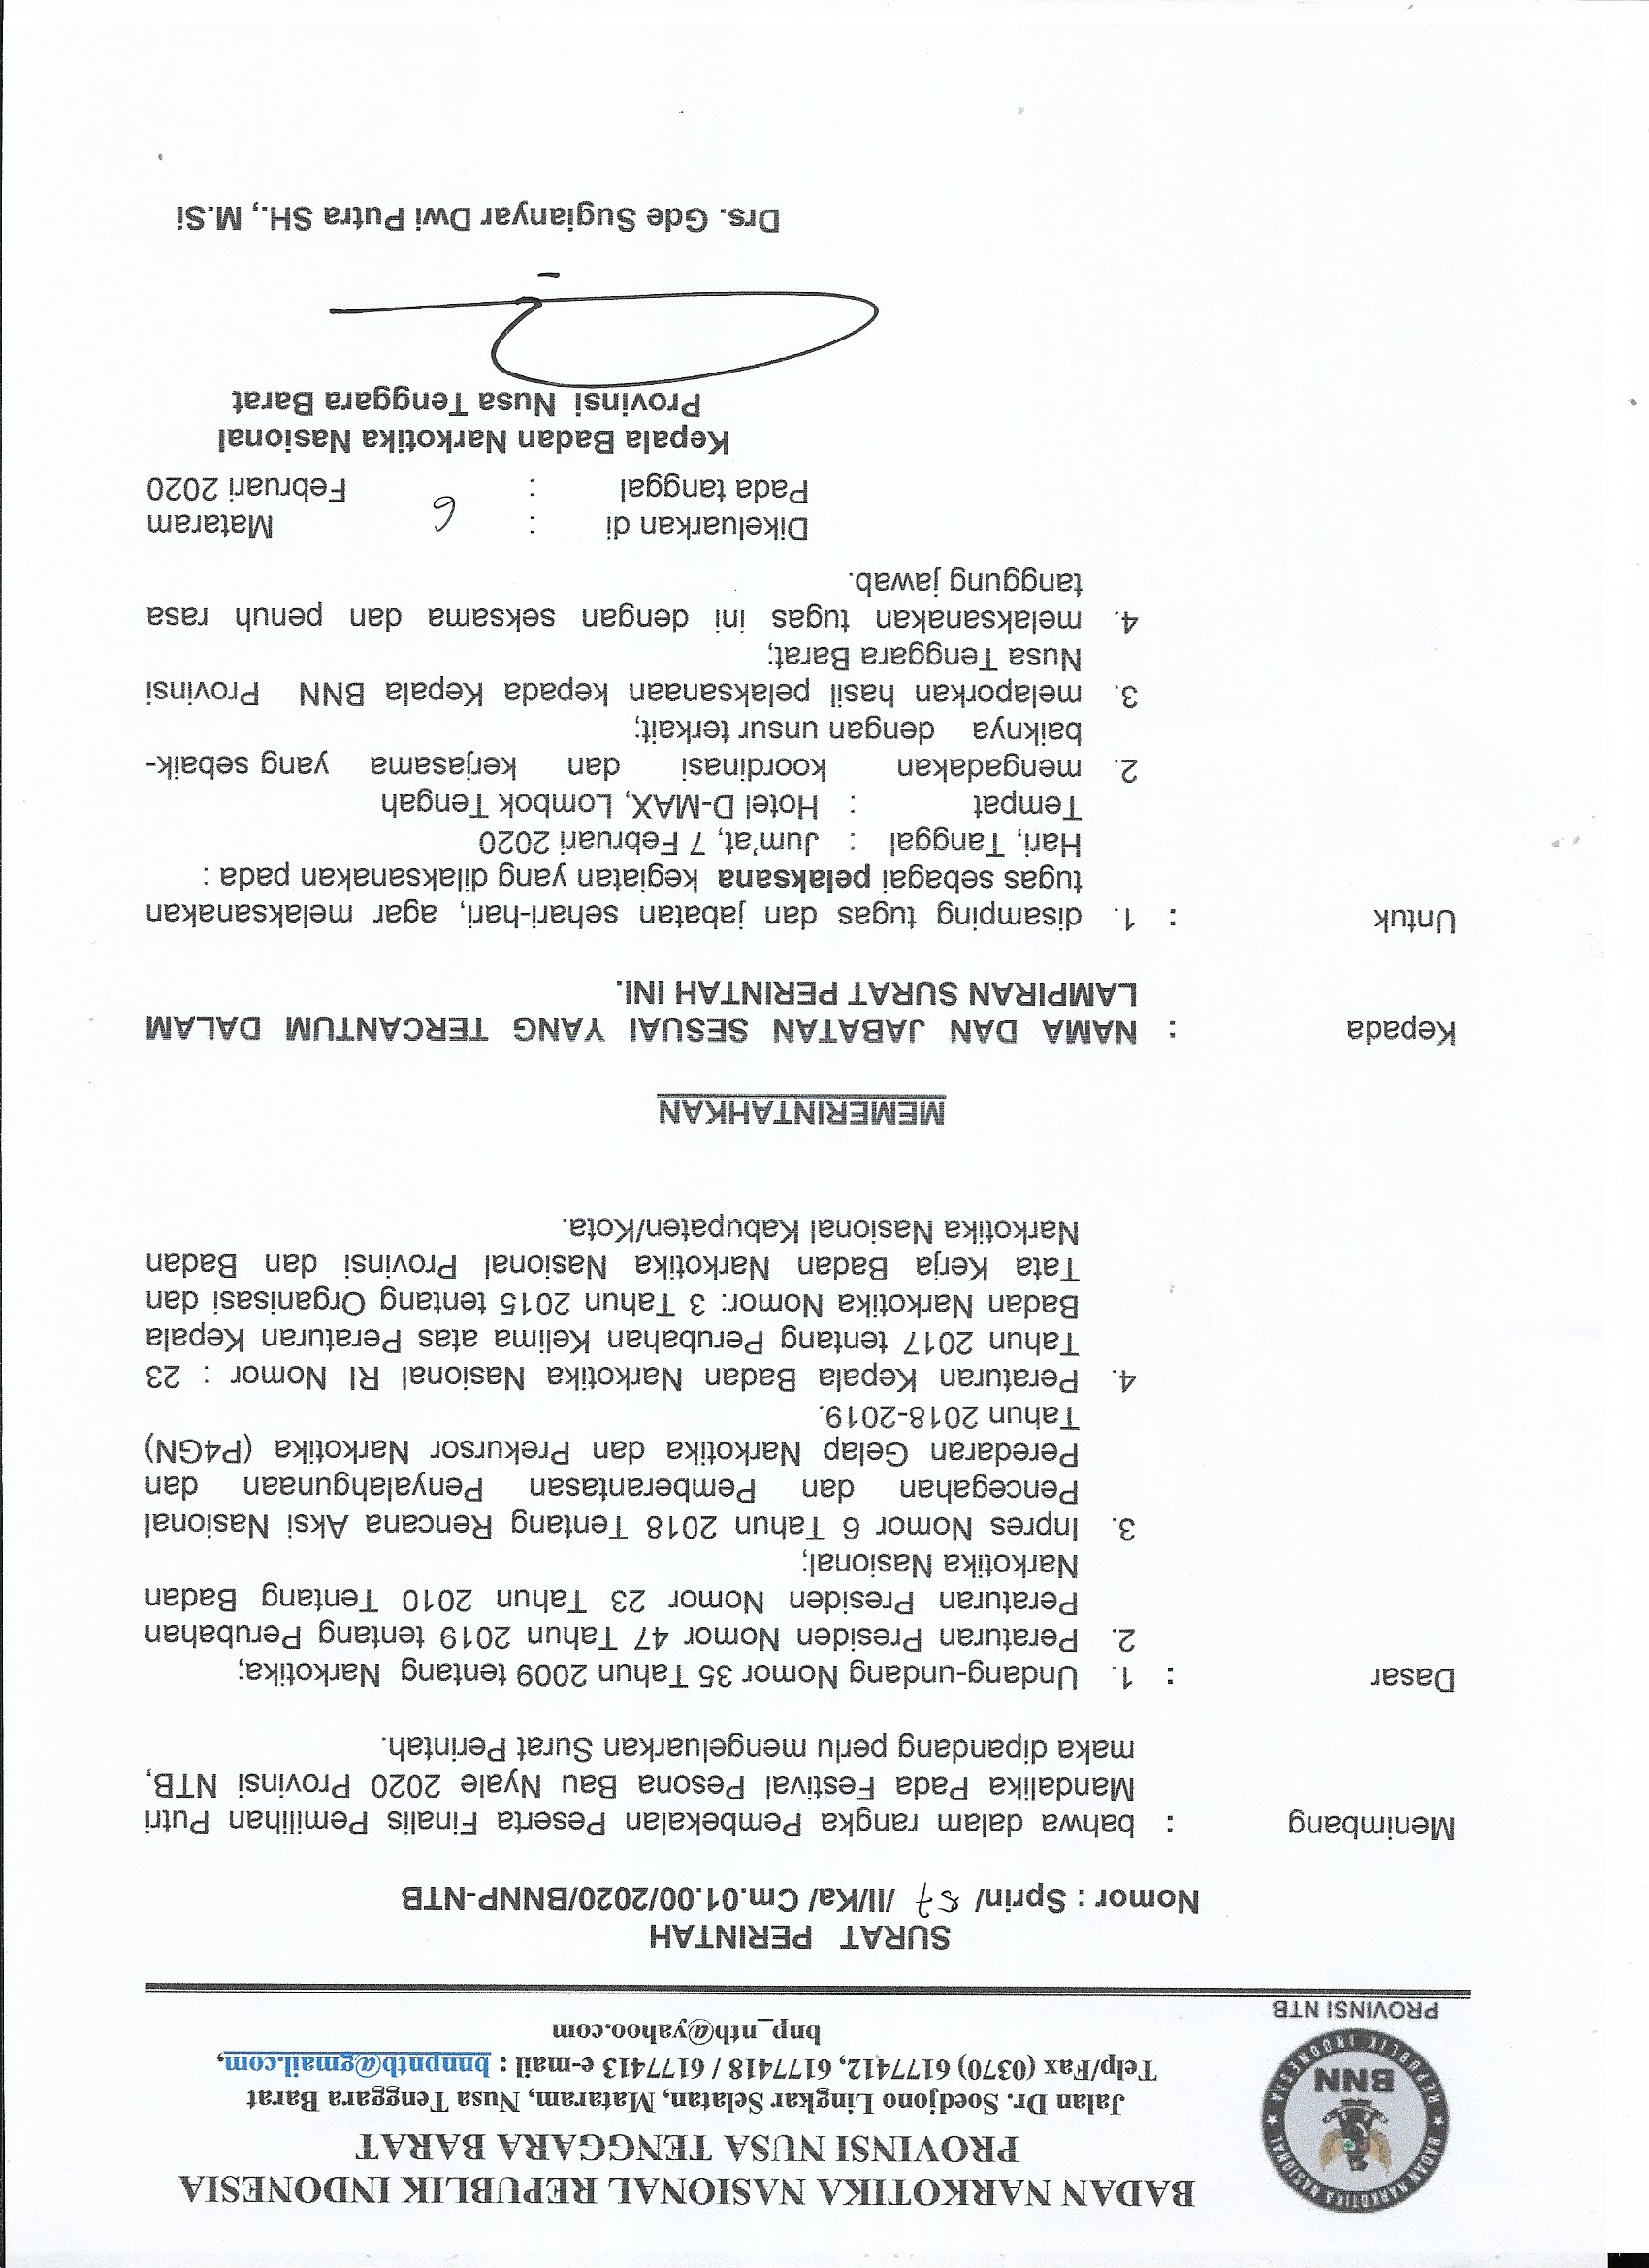 BADAN NARKOTIKA NASIONAL
REPUBLIK INDONESIA
BNN
PROVINSI NTB
BADAN NARKOTIKA NASIONAL REPUBLIK INDONESIA
PROVINSI NUSA TENGGARA BARAT
Jalan Dr. Soedjono Lingkar Selatan, Mataram, Nusa Tenggara Barat
Telp/Fax (0370) 6177412, 6177418 / 6177413 e-mail : bnnpntb@gmail.com,
bnp_ntb@yahoo.com
SURAT PERINTAH
Nomor : Sprin/ 57 /II/Ka/ Cm.01.00/2020/BNNP-NTB
Menimbang : bahwa dalam rangka Pembekalan Peserta Finalis Pemilihan Putri
Mandalika Pada Festival Pesona Bau Nyale 2020 Provinsi NTB,
maka dipandang perlu mengeluarkan Surat Perintah.
Dasar : 1. Undang-undang Nomor 35 Tahun 2009 tentang Narkotika;
2. Peraturan Presiden Nomor 47 Tahun 2019 tentang Perubahan
Peraturan Presiden Nomor 23 Tahun 2010 Tentang Badan
Narkotika Nasional;
3. Inpres Nomor 6 Tahun 2018 Tentang Rencana Aksi Nasional
Pencegahan dan Pemberantasan Penyalahgunaan dan
Peredaran Gelap Narkotika dan Prekursor Narkotika (P4GN)
Tahun 2018-2019.
4. Peraturan Kepala Badan Narkotika Nasional RI Nomor : 23
Tahun 2017 tentang Perubahan Kelima atas Peraturan Kepala
Badan Narkotika Nomor: 3 Tahun 2015 tentang Organisasi dan
Tata Kerja Badan Narkotika Nasional Provinsi dan Badan
Narkotika Nasional Kabupaten/Kota.
MEMERINTAHKAN
Kepada : NAMA DAN JABATAN SESUAI YANG TERCANTUM DALAM
LAMPIRAN SURAT PERINTAH INI.
Untuk : 1. disamping tugas dan jabatan sehari-hari, agar melaksanakan
tugas sebagai pelaksana kegiatan yang dilaksanakan pada :
Hari, Tanggal : Jum'at, 7 Februari 2020
Tempat : Hotel D-MAX, Lombok Tengah
2. mengadakan koordinasi dan kerjasama yang sebaik-
baiknya dengan unsur terkait;
3. melaporkan hasil pelaksanaan kepada Kepala BNN Provinsi
Nusa Tenggara Barat;
4. melaksanakan tugas ini dengan seksama dan penuh rasa
tanggung jawab.
Dikeluarkan di : Mataram
Pada tanggal : 6 Februari 2020
Kepala Badan Narkotika Nasional
Provinsi Nusa Tenggara Barat
Drs. Gde Sugianyar Dwi Putra SH., M.Si